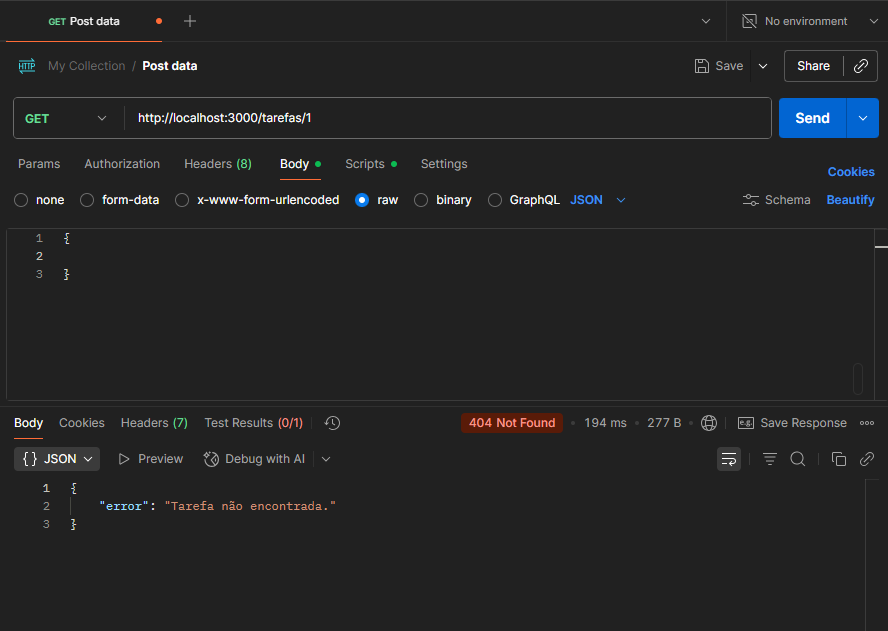 GET Post data
No environment
HTTP My Collection / Post data
Save
Share
GET
http://localhost:3000/tarefas/1
Send
Params Authorization Headers (8) Body Scripts Settings
Cookies
none form-data x-www-form-urlencoded raw binary GraphQL JSON
Schema Beautify
1 {
2
3 }
Body Cookies Headers (7) Test Results (0/1)
404 Not Found • 194 ms • 277 B • e.g. Save Response
{} JSON Preview Debug with AI
1 {
2 "error": "Tarefa não encontrada."
3 }